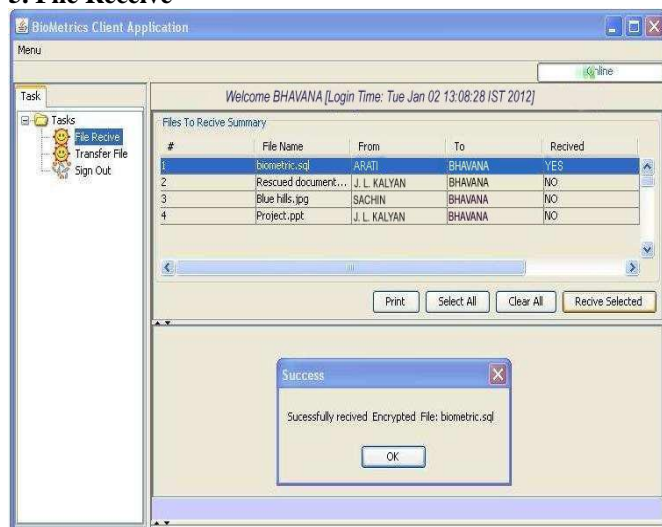 3. File Receive
BioMetrics Client Application
Menu
Online
Task
Welcome BHAVANA [Login Time: Tue Jan 02 13:08:28 IST 2012]
Tasks
File Recive
Transfer File
Sign Out
Files To Recive Summary
# File Name From To Recived
1 biometric.sql ARATI BHAVANA YES
2 Rescued document... J. L. KALYAN BHAVANA NO
3 Blue hills.jpg SACHIN BHAVANA NO
4 Project.ppt J. L. KALYAN BHAVANA NO
Print Select All Clear All Recive Selected
Success
Sucessfully recived Encrypted File: biometric.sql
OK